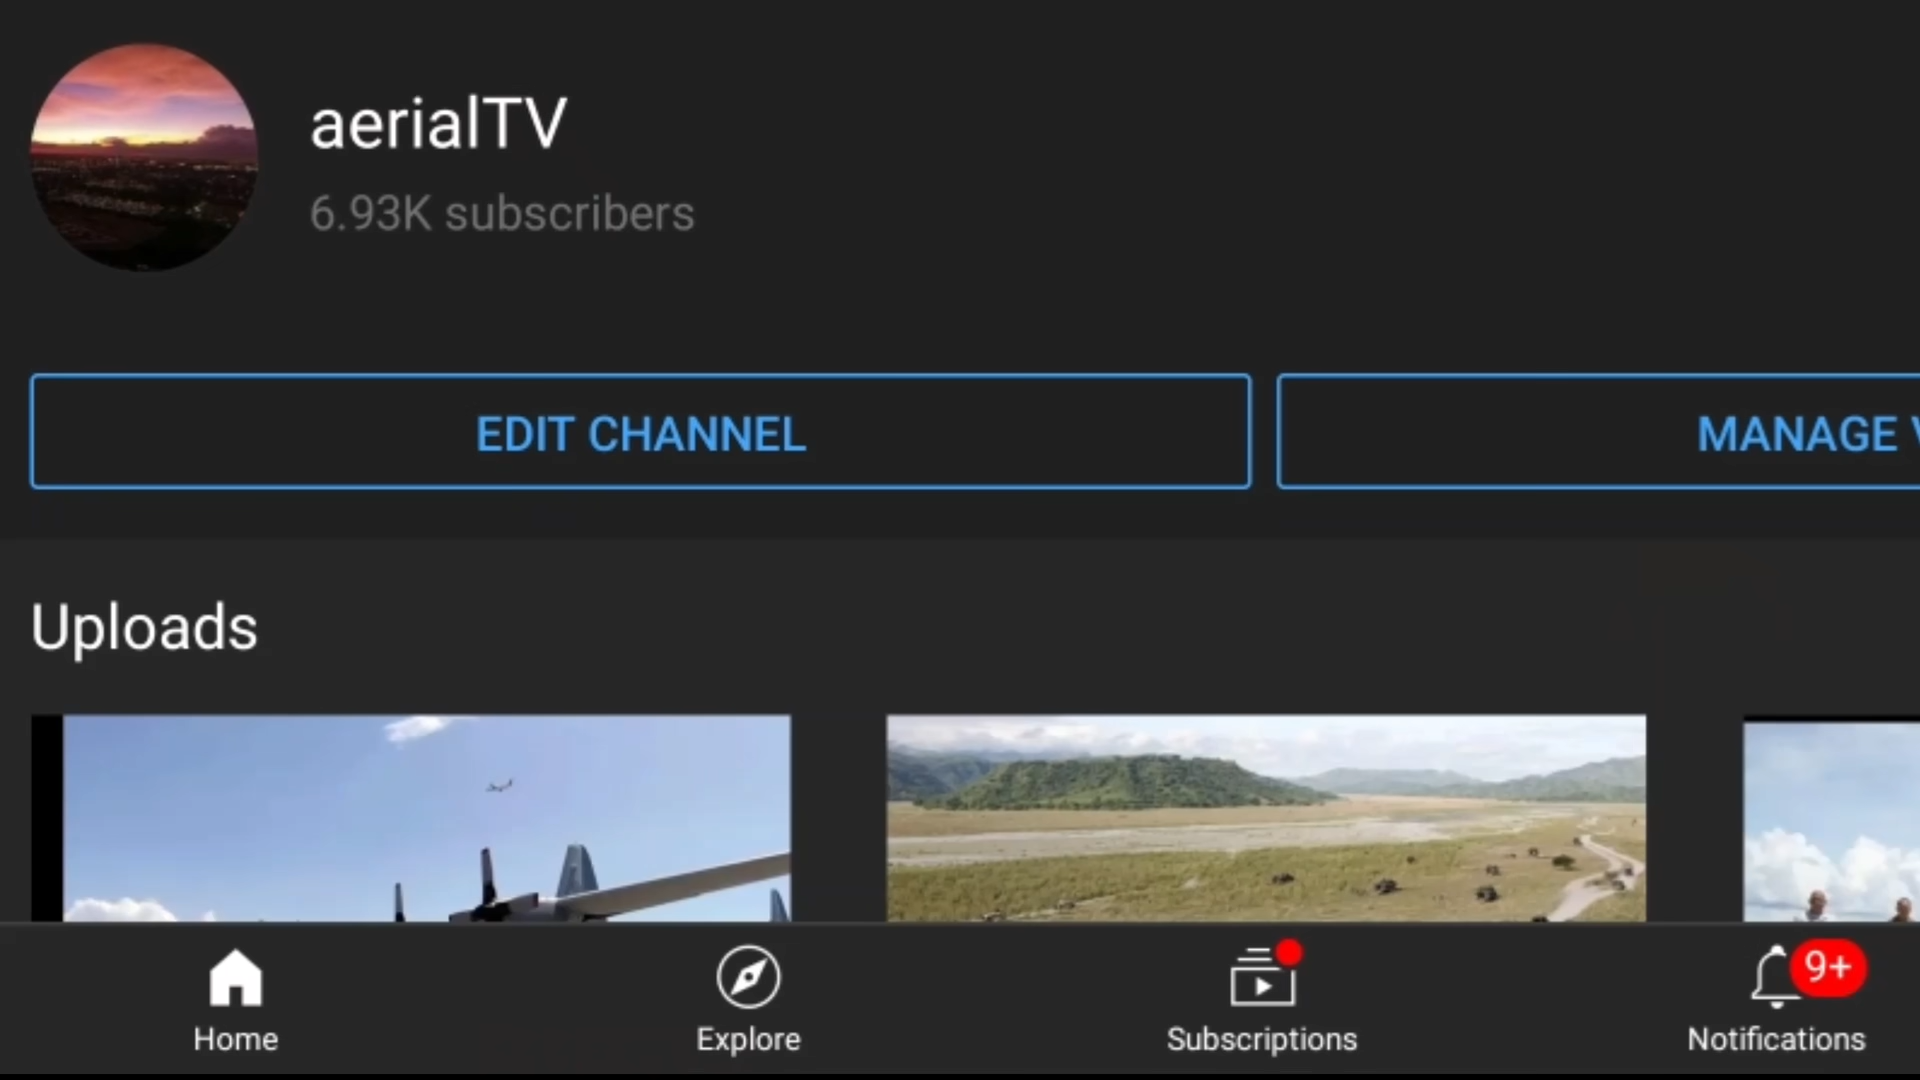 aerialTV
6.93K subscribers
EDIT CHANNEL
MANAGE
Uploads
9+
Home
Explore
Subscriptions
Notifications